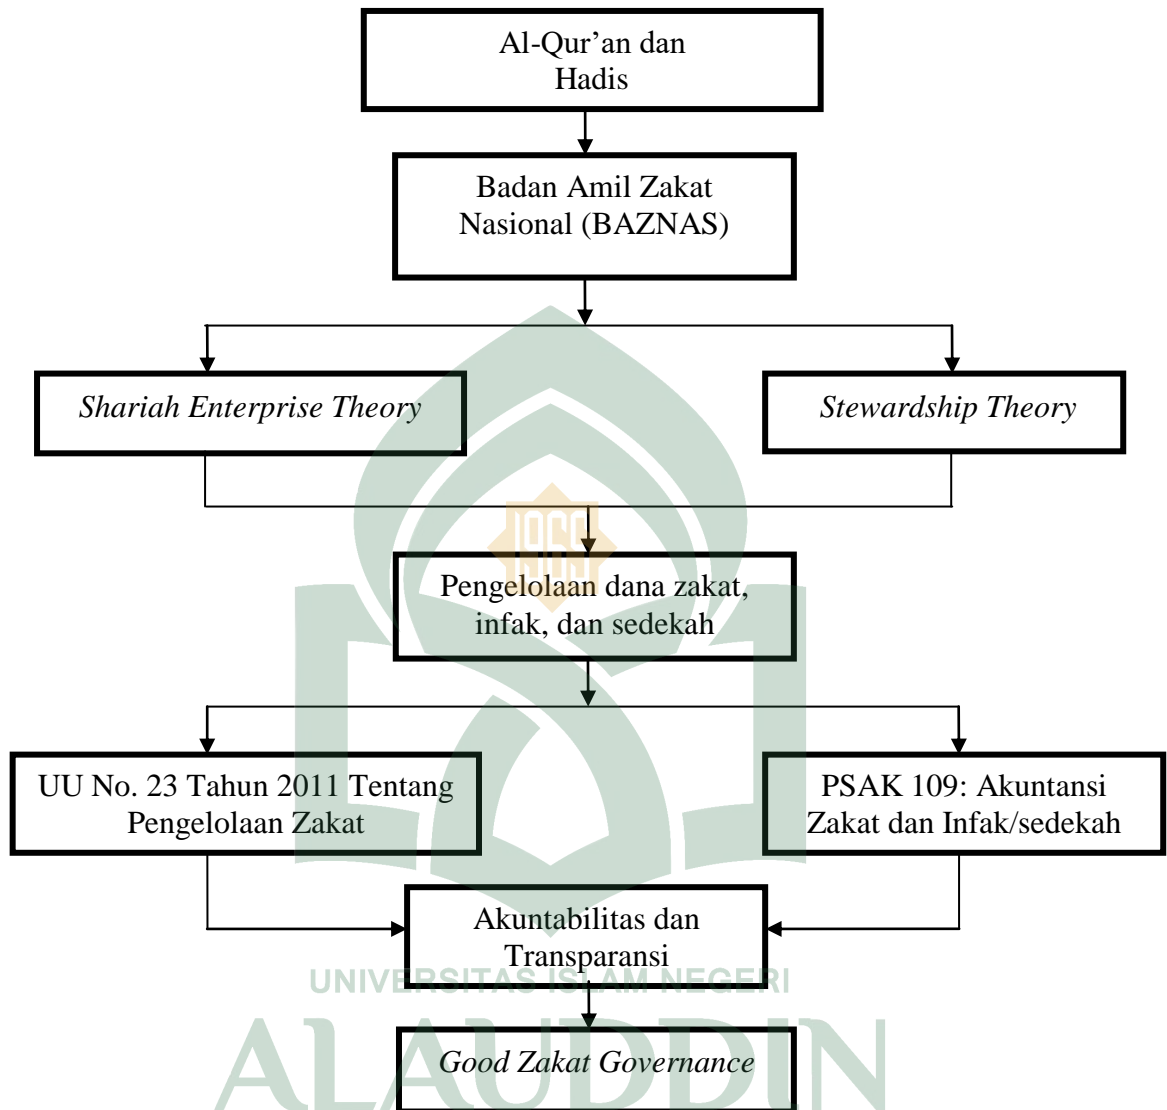 Al-Qur’an dan
Hadis
Badan Amil Zakat
Nasional (BAZNAS)
Shariah Enterprise Theory
Stewardship Theory
1965
Pengelolaan dana zakat,
infak, dan sedekah
UU No. 23 Tahun 2011 Tentang
Pengelolaan Zakat
PSAK 109: Akuntansi
Zakat dan Infak/sedekah
Akuntabilitas dan
Transparansi
UNIVERSITAS ISLAM NEGERI
ALAUDDIN
Good Zakat Governance